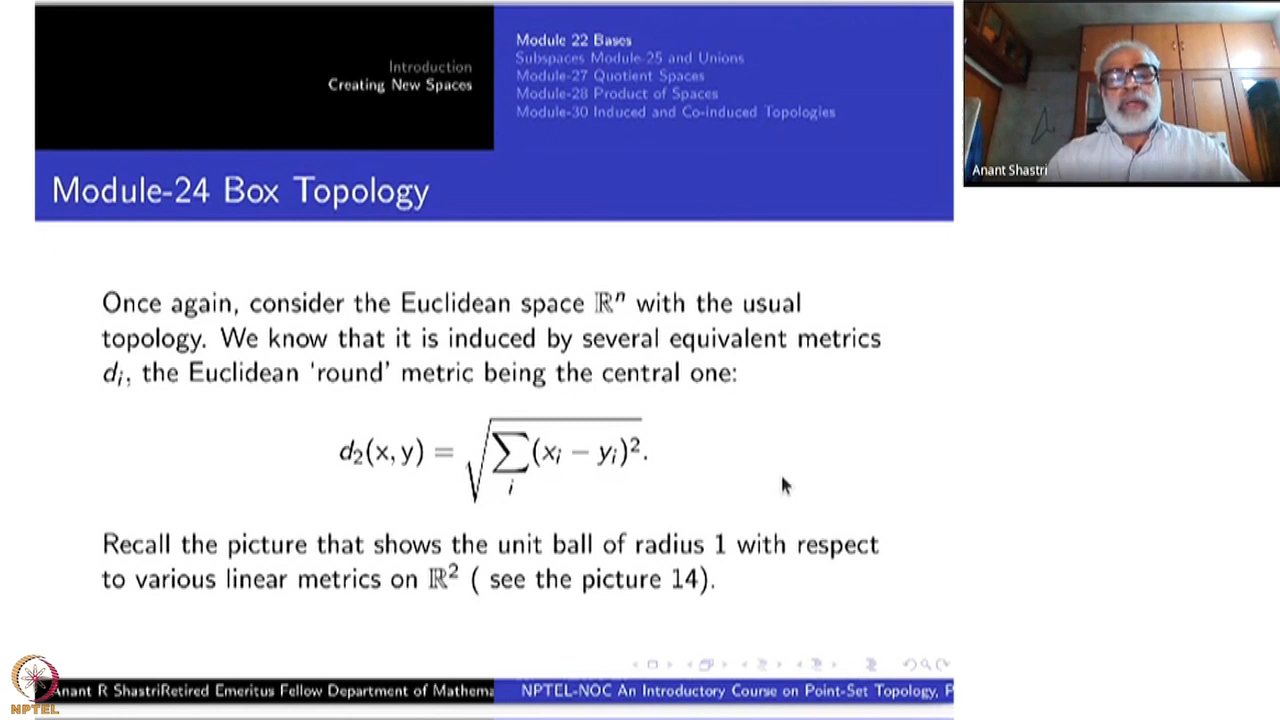 Introduction
Creating New Spaces
Module 22 Bases
Subspaces Module-25 and Unions
Module-27 Quotient Spaces
Module-28 Product of Spaces
Module-30 Induced and Co-induced Topologies
Module-24 Box Topology
Once again, consider the Euclidean space ℝⁿ with the usual
topology. We know that it is induced by several equivalent metrics
dᵢ, the Euclidean 'round' metric being the central one:
d₂(x, y) = √∑ᵢ(xᵢ − yᵢ)².
Recall the picture that shows the unit ball of radius 1 with respect
to various linear metrics on ℝ² ( see the picture 14).
Anant R ShastriRetired Emeritus Fellow Department of Mathema
NPTEL-NOC An Introductory Course on Point-Set Topology, P
Anant Shastri
NPTEL